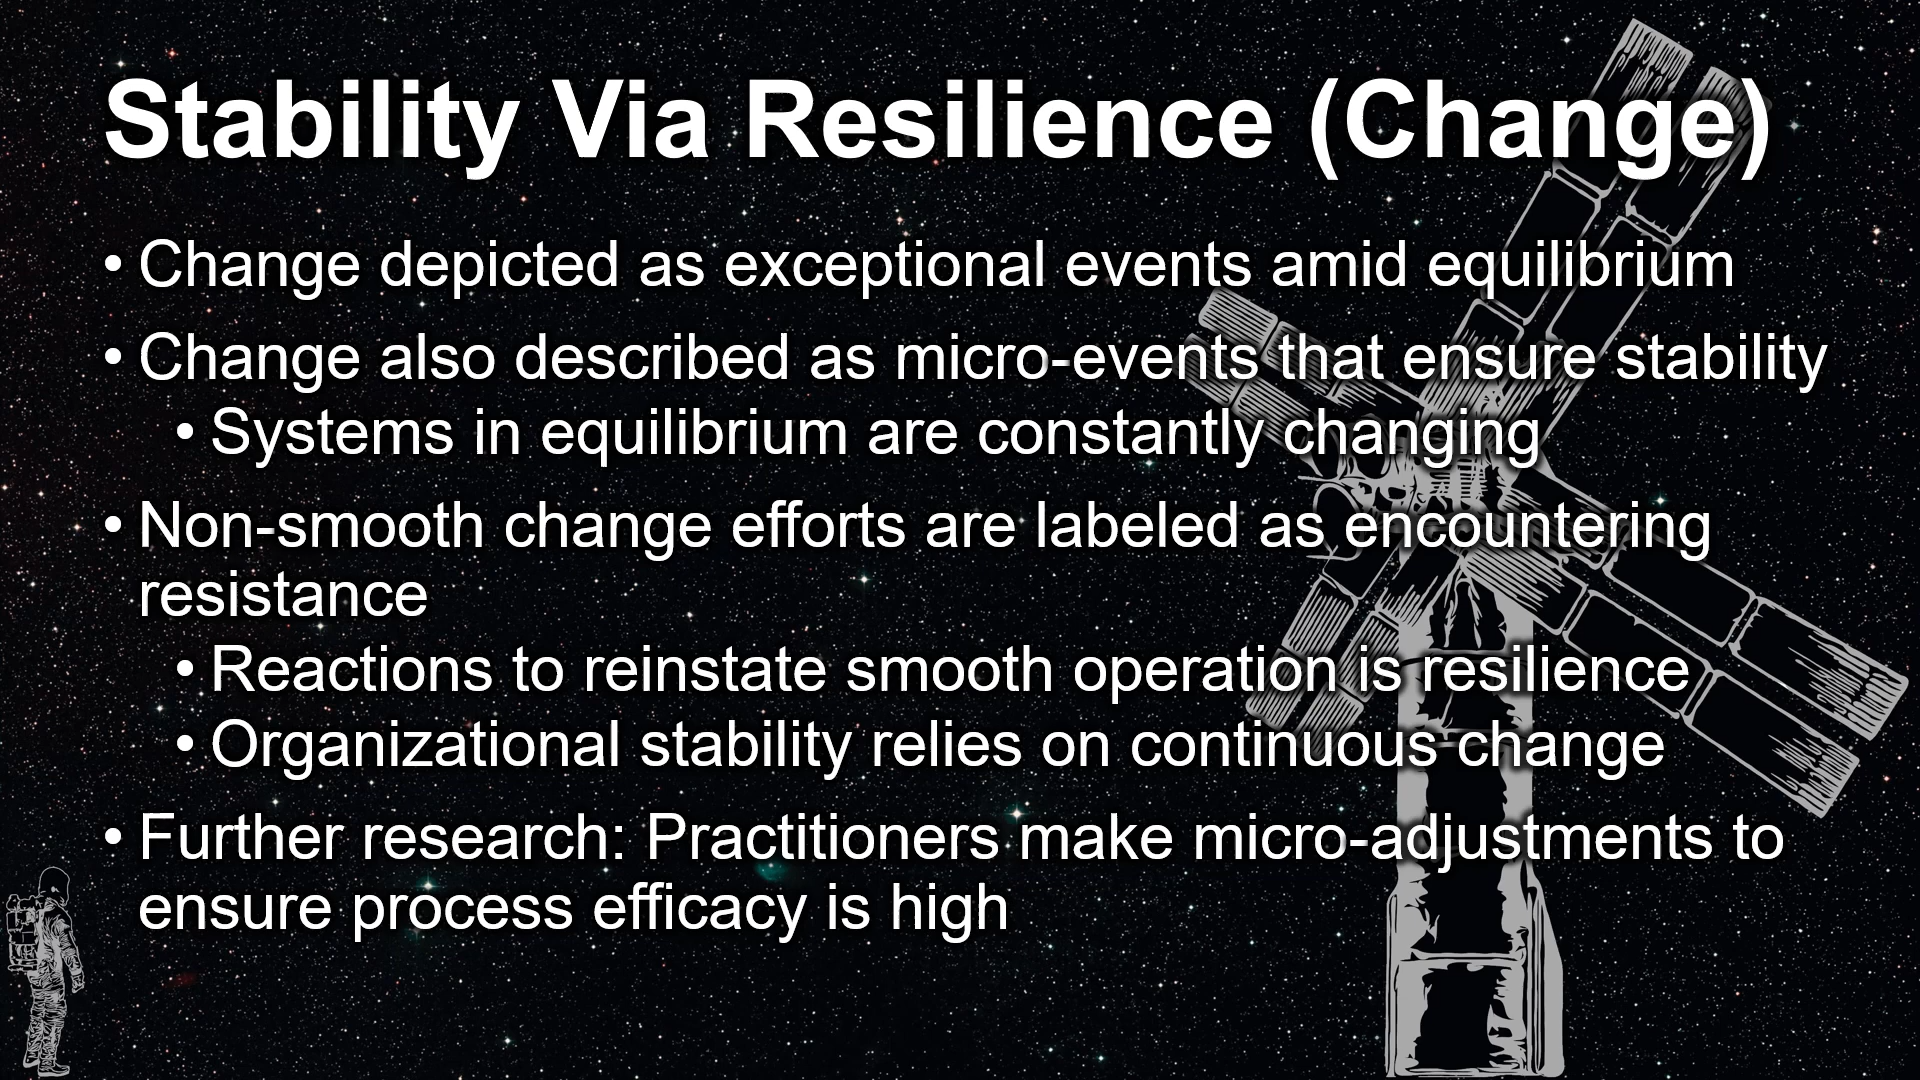 Stability Via Resilience (Change)
• Change depicted as exceptional events amid equilibrium
• Change also described as micro-events that ensure stability
• Systems in equilibrium are constantly changing
• Non-smooth change efforts are labeled as encountering
resistance
• Reactions to reinstate smooth operation is resilience
• Organizational stability relies on continuous change
• Further research: Practitioners make micro-adjustments to
ensure process efficacy is high